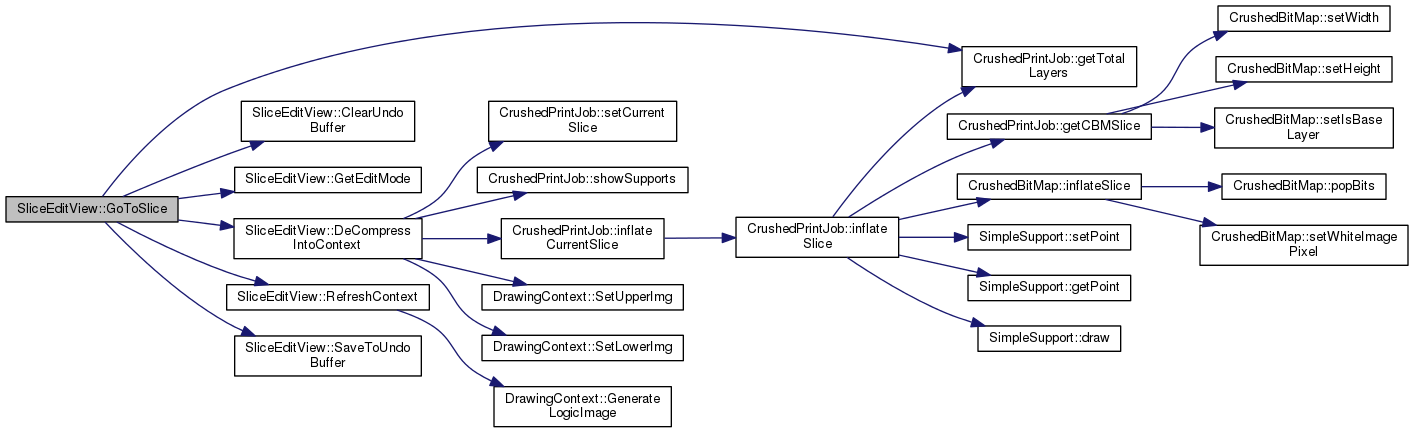 SliceEditView::GoToSlice
SliceEditView::ClearUndo
Buffer
SliceEditView::GetEditMode
SliceEditView::DeCompress
IntoContext
SliceEditView::RefreshContext
SliceEditView::SaveToUndo
Buffer
CrushedPrintJob::setCurrent
Slice
CrushedPrintJob::showSupports
CrushedPrintJob::inflate
CurrentSlice
DrawingContext::SetUpperImg
DrawingContext::SetLowerImg
DrawingContext::Generate
LogicImage
CrushedPrintJob::inflate
Slice
CrushedPrintJob::getTotal
Layers
CrushedPrintJob::getCBMSlice
CrushedBitMap::inflateSlice
SimpleSupport::setPoint
SimpleSupport::getPoint
SimpleSupport::draw
CrushedBitMap::setWidth
CrushedBitMap::setHeight
CrushedBitMap::setIsBase
Layer
CrushedBitMap::popBits
CrushedBitMap::setWhiteImage
Pixel